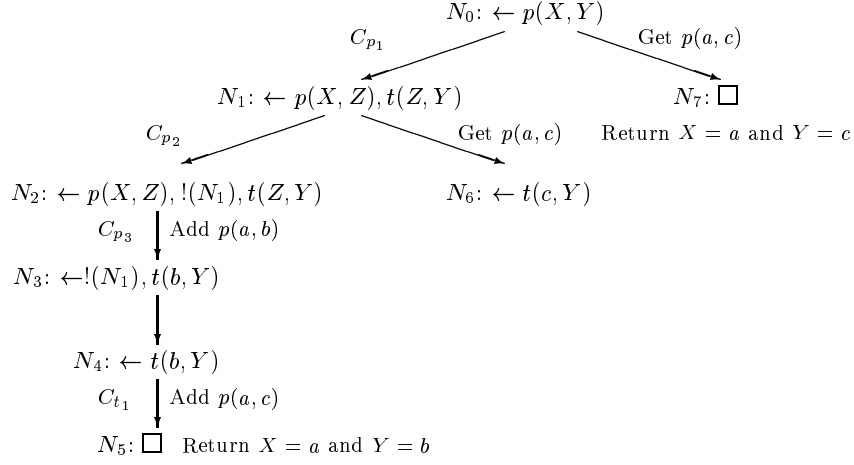 N₀: ← p(X, Y)
C_{p₁} Get p(a, c)
N₁: ← p(X, Z), t(Z, Y) N₇: □
C_{p₂} Get p(a, c) Return X = a and Y = c
N₂: ← p(X, Z), !(N₁), t(Z, Y) N₆: ← t(c, Y)
C_{p₃} Add p(a, b)
N₃: ←!(N₁), t(b, Y)
N₄: ← t(b, Y)
C_{t₁} Add p(a, c)
N₅: □ Return X = a and Y = b